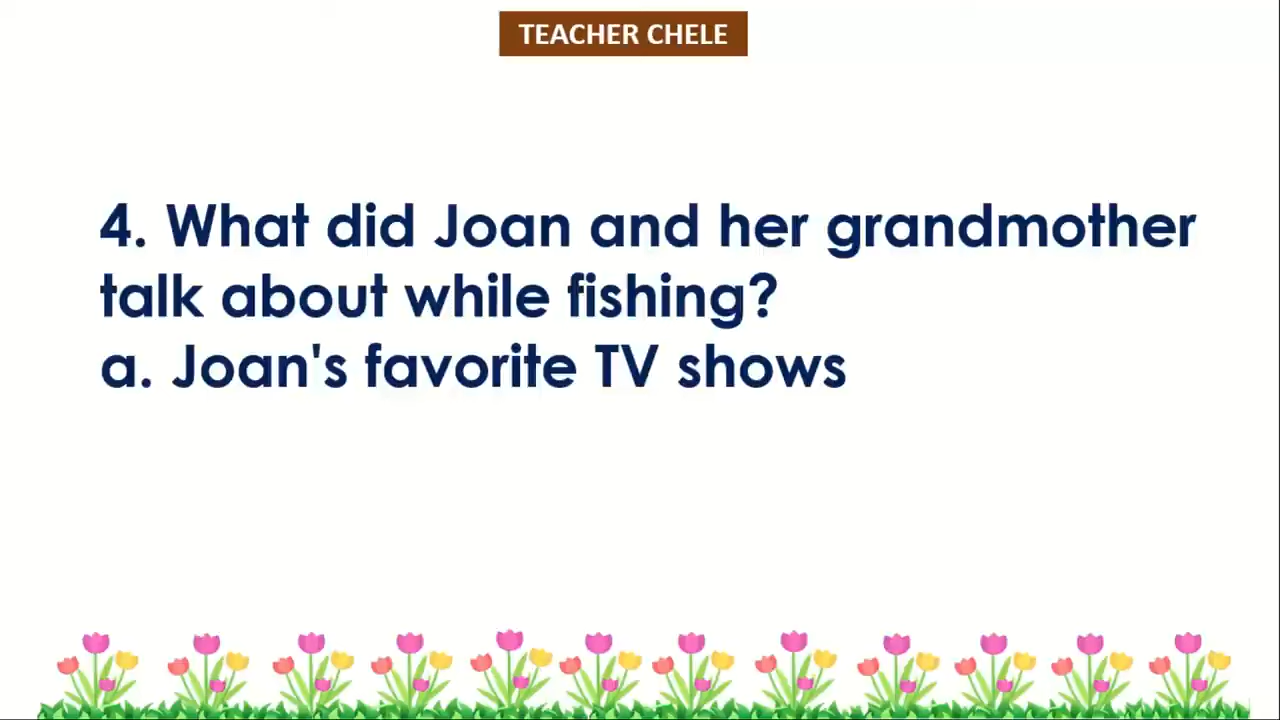 TEACHER CHELE
4. What did Joan and her grandmother
talk about while fishing?
a. Joan's favorite TV shows